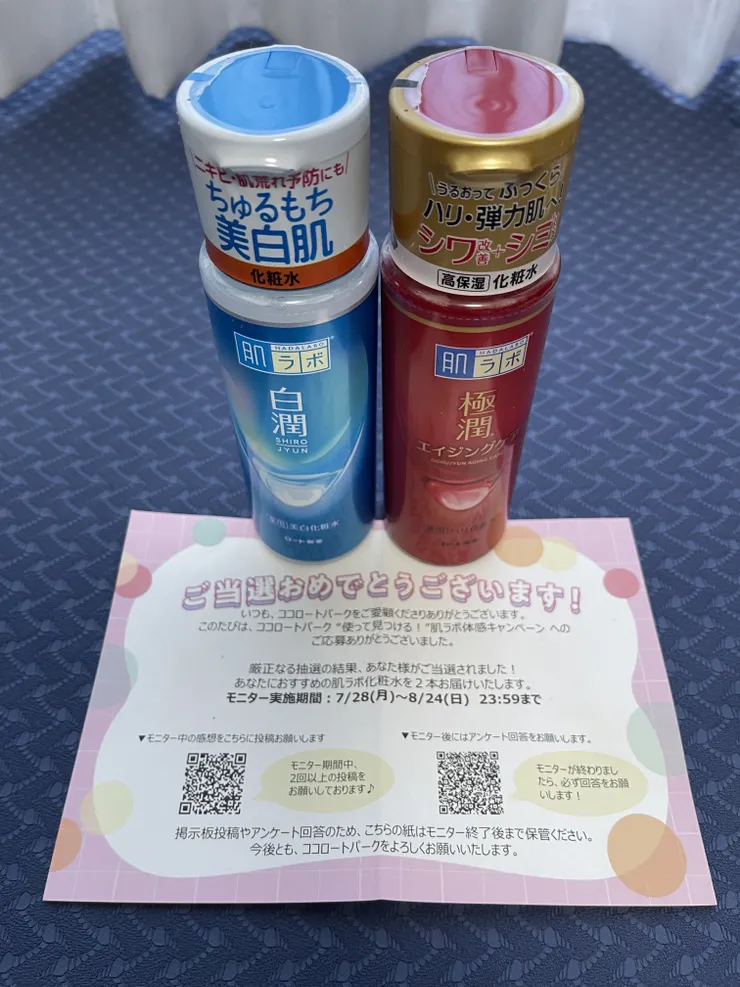 ニキビ・肌荒れ予防にも
ちゅるもち
美白肌
化粧水
肌ラボ
HADALABO
白潤
SHIRO
JYUN
美白化粧水
ロート製薬
うるおって ふっくら
ハリ・弾力肌へ!
シワ改善+シミ
高保湿 化粧水
肌ラボ
HADALABO
極潤
エイジングケア
ご当選おめでとうございます!
いつも、ココロートパークをご愛顧くださりありがとうございます。
このたびは、ココロートパーク “使って見つける!”肌ラボ体感キャンペーン への
ご応募ありがとうございました。
厳正なる抽選の結果、あなた様がご当選されました!
あなたにおすすめの肌ラボ化粧水を2本お届けいたします。
モニター実施期間:7/28(月)~8/24(日) 23:59まで
▼モニター中の感想をこちらに投稿お願いします
▼モニター後にはアンケート回答をお願いします。
モニター期間中、
2回以上の投稿を
お願いしております♪
モニターが終わりまし
たら、必ず回答をお願
いします!
掲示板投稿やアンケート回答のため、こちらの紙はモニター終了後まで保管ください。
今後とも、ココロートパークをよろしくお願いいたします。